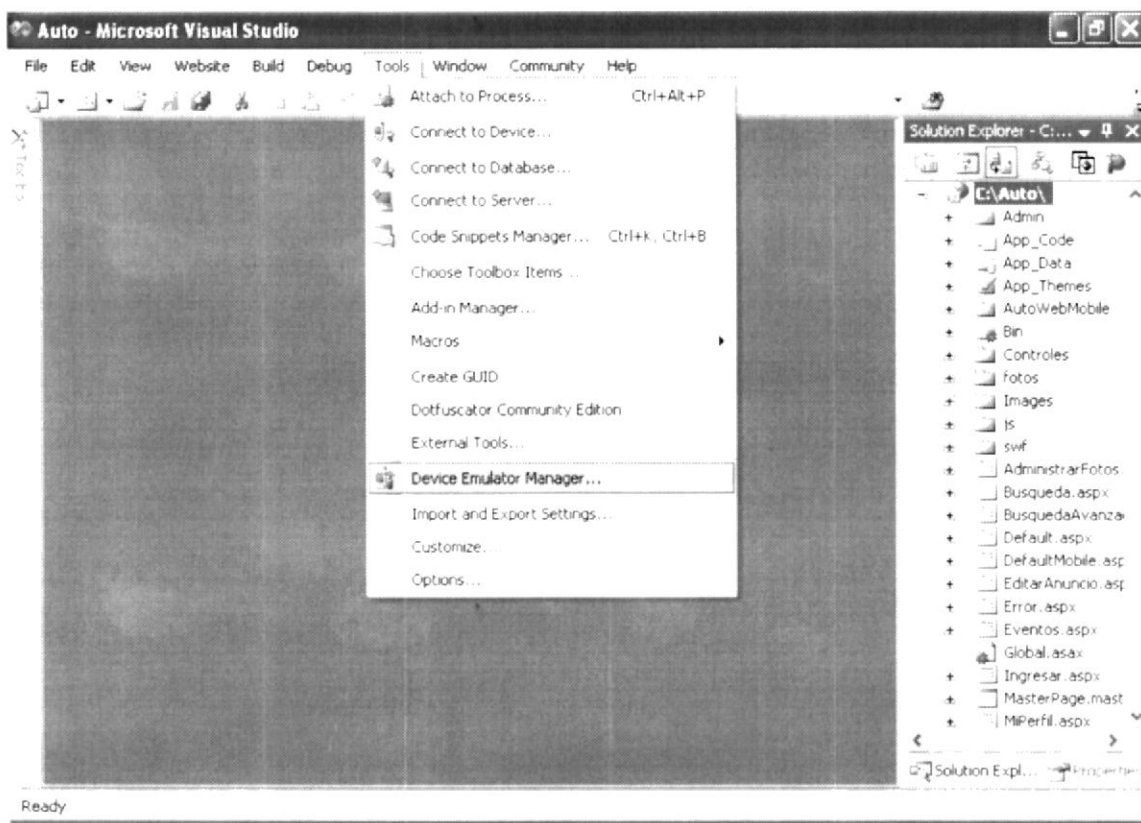 Auto - Microsoft Visual Studio
File Edit View Website Build Debug Tools Window Community Help
Attach to Process... Ctrl+Alt+P
Connect to Device...
Connect to Database...
Connect to Server...
Code Snippets Manager... Ctrl+K, Ctrl+B
Choose Toolbox Items...
Add-in Manager...
Macros
Create GUID
Dotfuscator Community Edition
External Tools...
Device Emulator Manager...
Import and Export Settings...
Customize...
Options...
Toolbox
Solution Explorer - C:...
C:\Auto\
Admin
App_Code
App_Data
App_Themes
AutoWebMobile
Bin
Controles
fotos
Images
js
swf
AdministrarFotos
Busqueda.aspx
BusquedaAvanza
Default.aspx
DefaultMobile.asp
EditarAnuncio.asp
Error.aspx
Eventos.aspx
Global.asax
Ingresar.aspx
MasterPage.mast
MiPerfil.aspx
Solution Expl... Properties
Ready